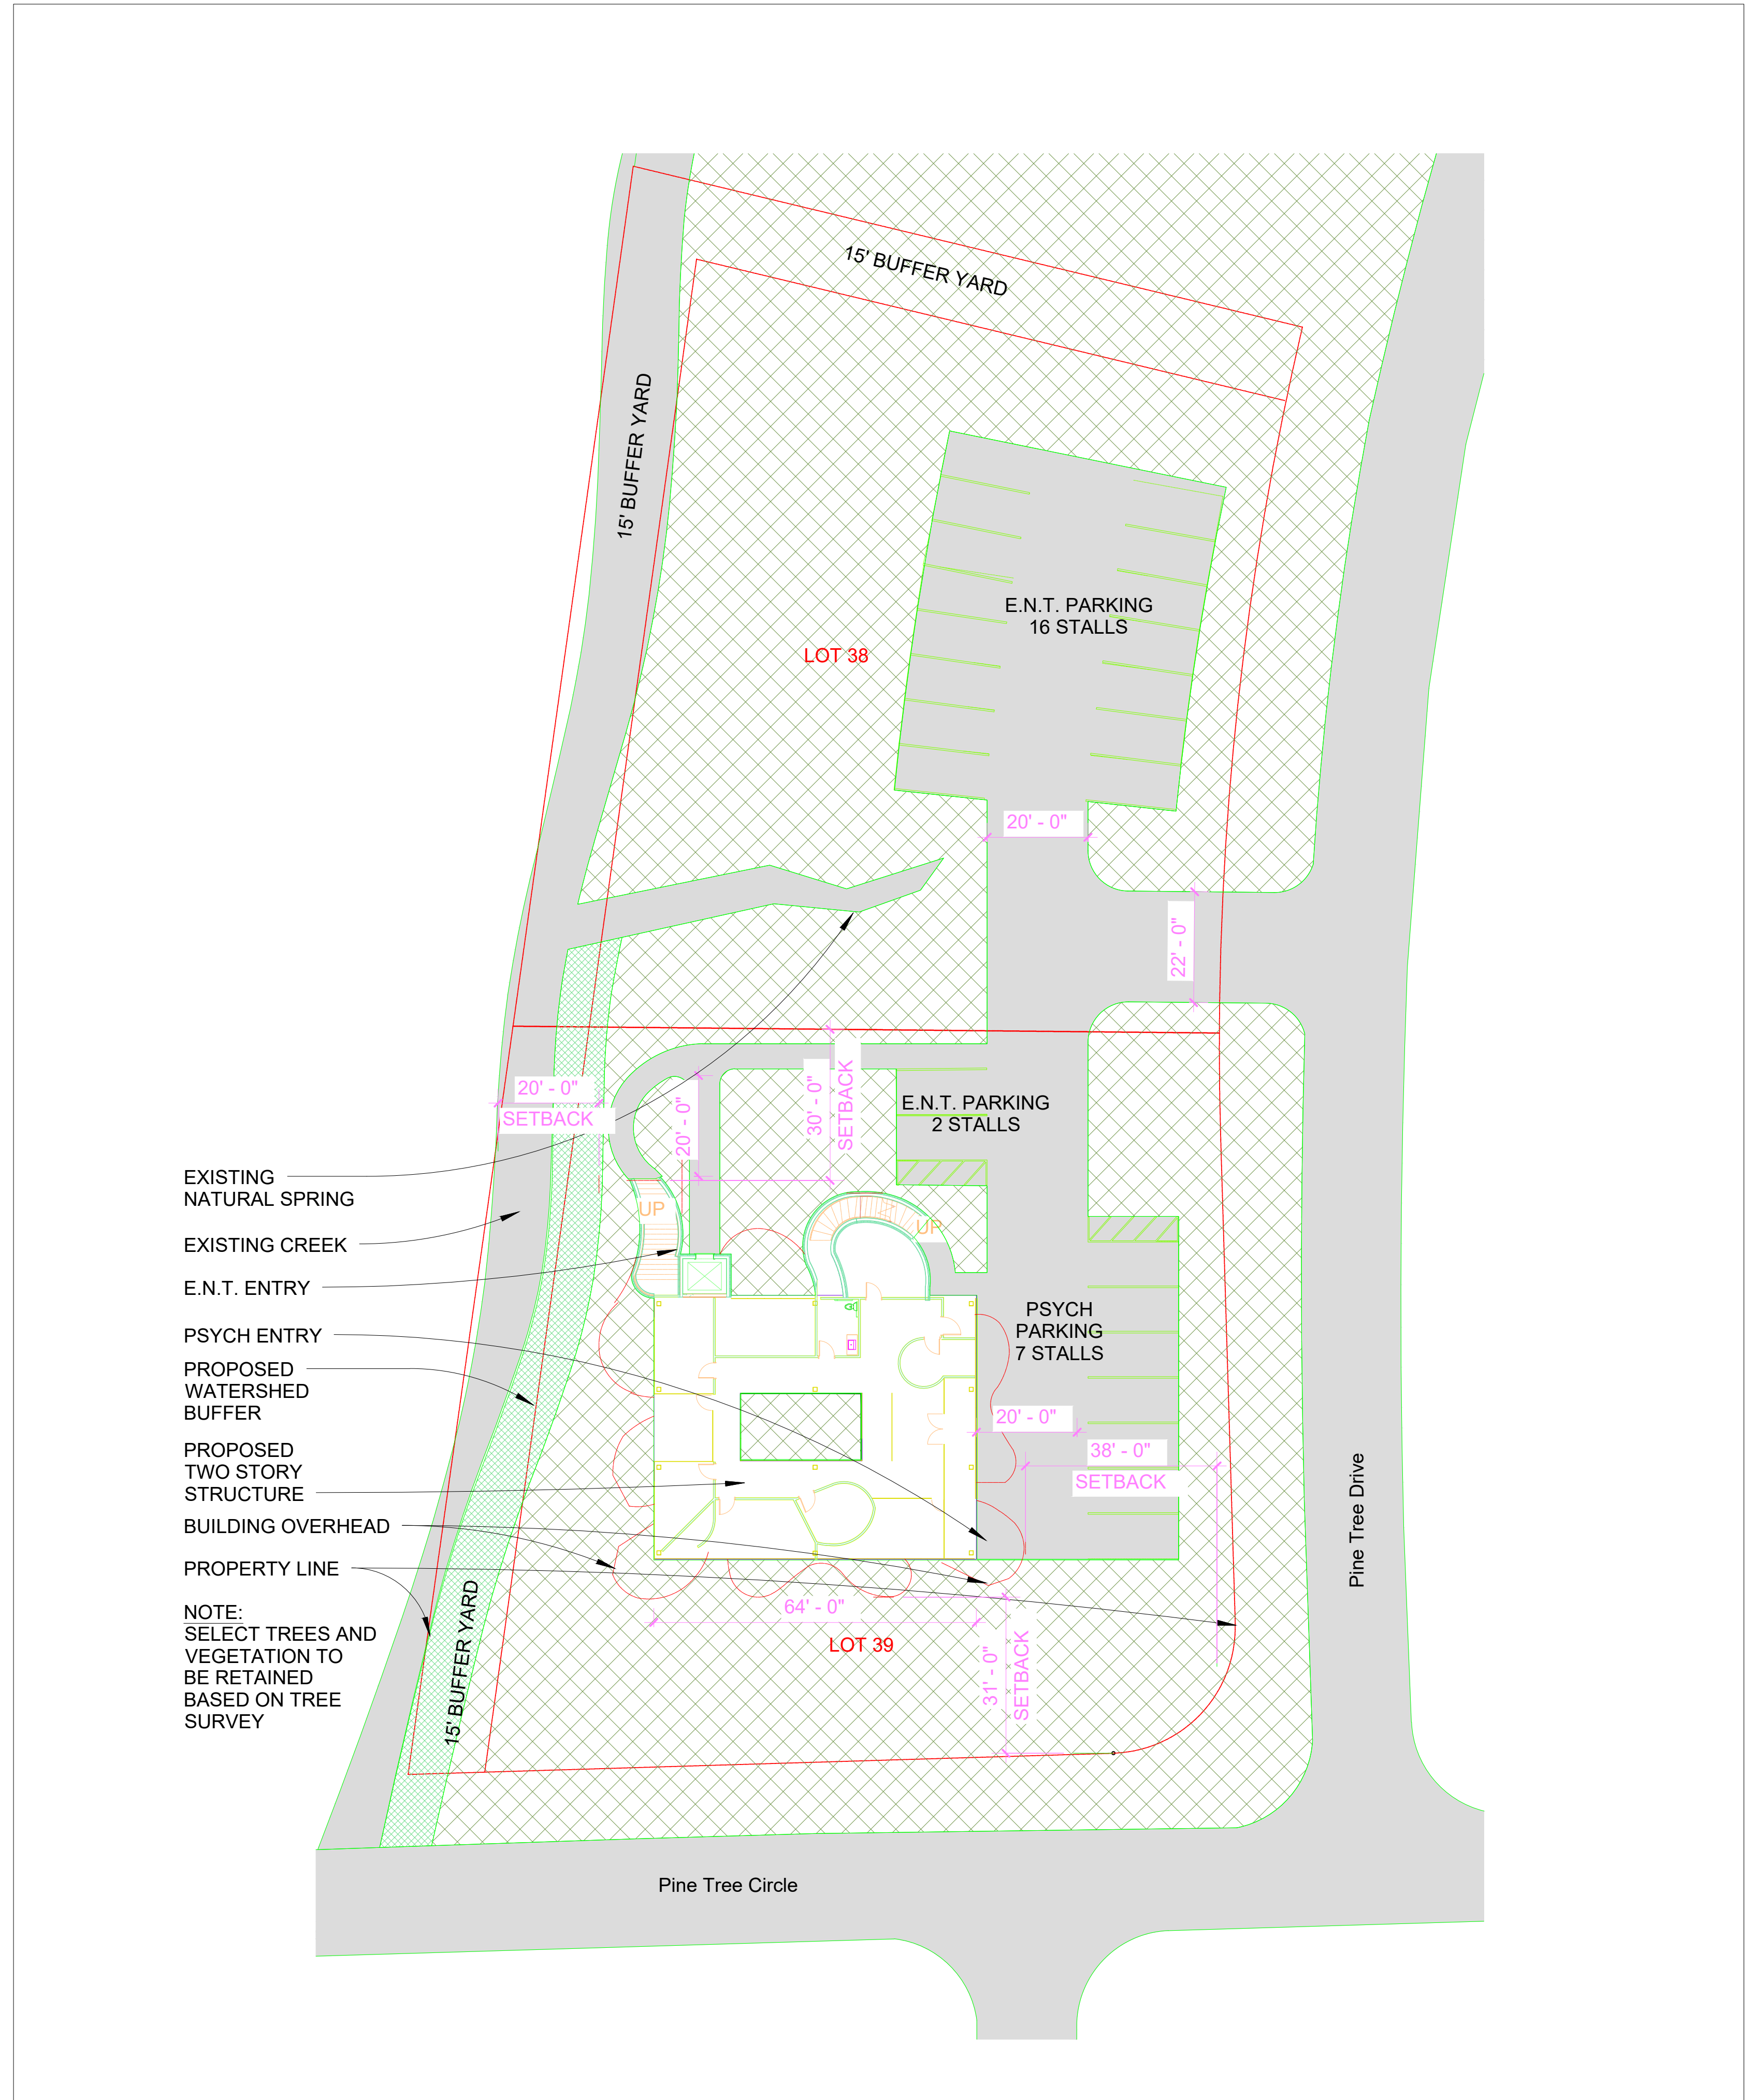 15' BUFFER YARD
15' BUFFER YARD
E.N.T. PARKING
16 STALLS
LOT 38
20' - 0"
22' - 0"
20' - 0"
SETBACK
20' - 0"
30' - 0"
SETBACK
E.N.T. PARKING
2 STALLS
EXISTING
NATURAL SPRING
EXISTING CREEK
E.N.T. ENTRY
PSYCH ENTRY
PROPOSED
WATERSHED
BUFFER
PROPOSED
TWO STORY
STRUCTURE
BUILDING OVERHEAD
PROPERTY LINE
NOTE:
SELECT TREES AND
VEGETATION TO
BE RETAINED
BASED ON TREE
SURVEY
UP
UP
PSYCH
PARKING
7 STALLS
20' - 0"
38' - 0"
SETBACK
64' - 0"
LOT 39
31' - 0"
SETBACK
15' BUFFER YARD
Pine Tree Drive
Pine Tree Circle